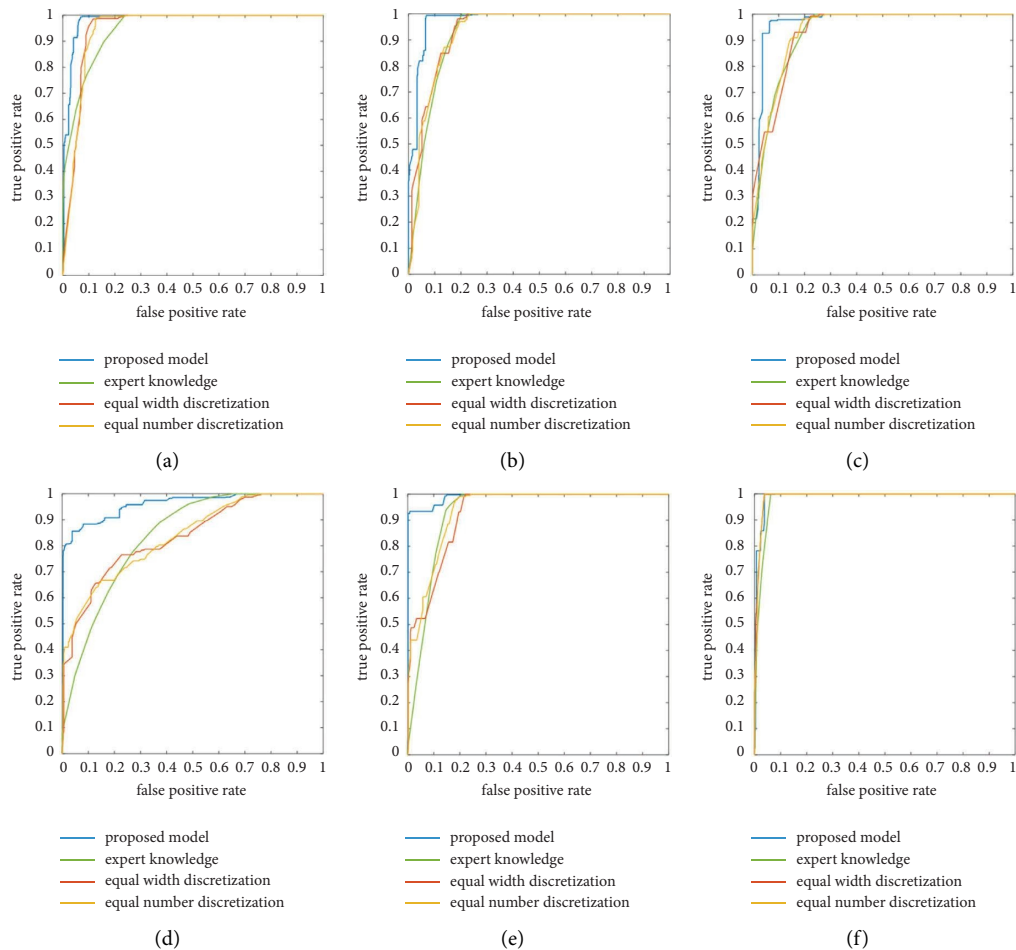 true positive rate
1
0.9
0.8
0.7
0.6
0.5
0.4
0.3
0.2
0.1
0
0 0.1 0.2 0.3 0.4 0.5 0.6 0.7 0.8 0.9 1
false positive rate
proposed model
expert knowledge
equal width discretization
equal number discretization
(a)
true positive rate
1
0.9
0.8
0.7
0.6
0.5
0.4
0.3
0.2
0.1
0
0 0.1 0.2 0.3 0.4 0.5 0.6 0.7 0.8 0.9 1
false positive rate
proposed model
expert knowledge
equal width discretization
equal number discretization
(b)
true positive rate
1
0.9
0.8
0.7
0.6
0.5
0.4
0.3
0.2
0.1
0
0 0.1 0.2 0.3 0.4 0.5 0.6 0.7 0.8 0.9 1
false positive rate
proposed model
expert knowledge
equal width discretization
equal number discretization
(c)
true positive rate
1
0.9
0.8
0.7
0.6
0.5
0.4
0.3
0.2
0.1
0
0 0.1 0.2 0.3 0.4 0.5 0.6 0.7 0.8 0.9 1
false positive rate
proposed model
expert knowledge
equal width discretization
equal number discretization
(d)
true positive rate
1
0.9
0.8
0.7
0.6
0.5
0.4
0.3
0.2
0.1
0
0 0.1 0.2 0.3 0.4 0.5 0.6 0.7 0.8 0.9 1
false positive rate
proposed model
expert knowledge
equal width discretization
equal number discretization
(e)
true positive rate
1
0.9
0.8
0.7
0.6
0.5
0.4
0.3
0.2
0.1
0
0 0.1 0.2 0.3 0.4 0.5 0.6 0.7 0.8 0.9 1
false positive rate
proposed model
expert knowledge
equal width discretization
equal number discretization
(f)